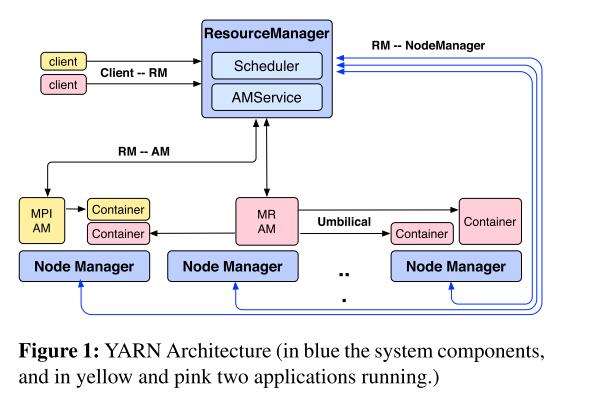 ResourceManager
RM -- NodeManager
client
Scheduler
Client -- RM
client
AMService
RM -- AM
MPI
AM
Container
Container
MR
AM
Umbilical
Container
Container
Node Manager
Node Manager
..
.
Node Manager
Figure 1: YARN Architecture (in blue the system components,
and in yellow and pink two applications running.)